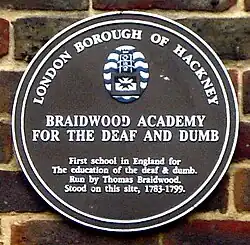 LONDON BOROUGH OF HACKNEY
BRAIDWOOD ACADEMY
FOR THE DEAF AND DUMB
First school in England for
The education of the deaf & dumb.
Run by Thomas Braidwood.
Stood on this site, 1783-1799.